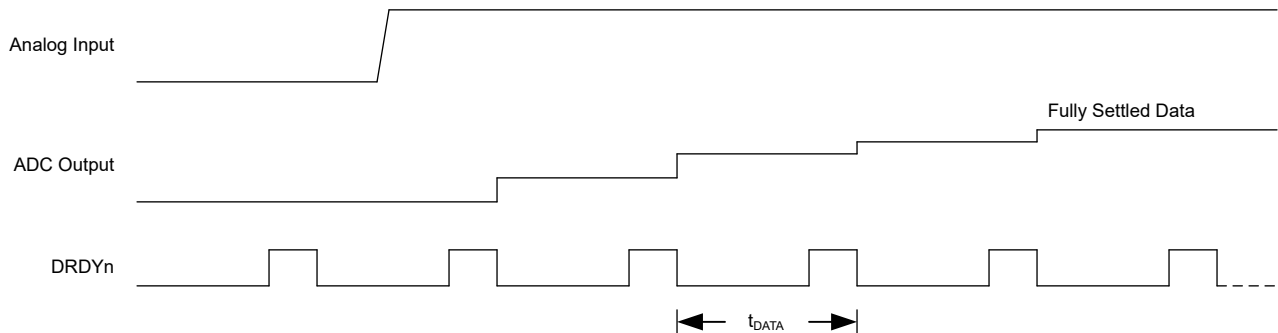 Analog Input
Fully Settled Data
ADC Output
DRDYn
tDATA